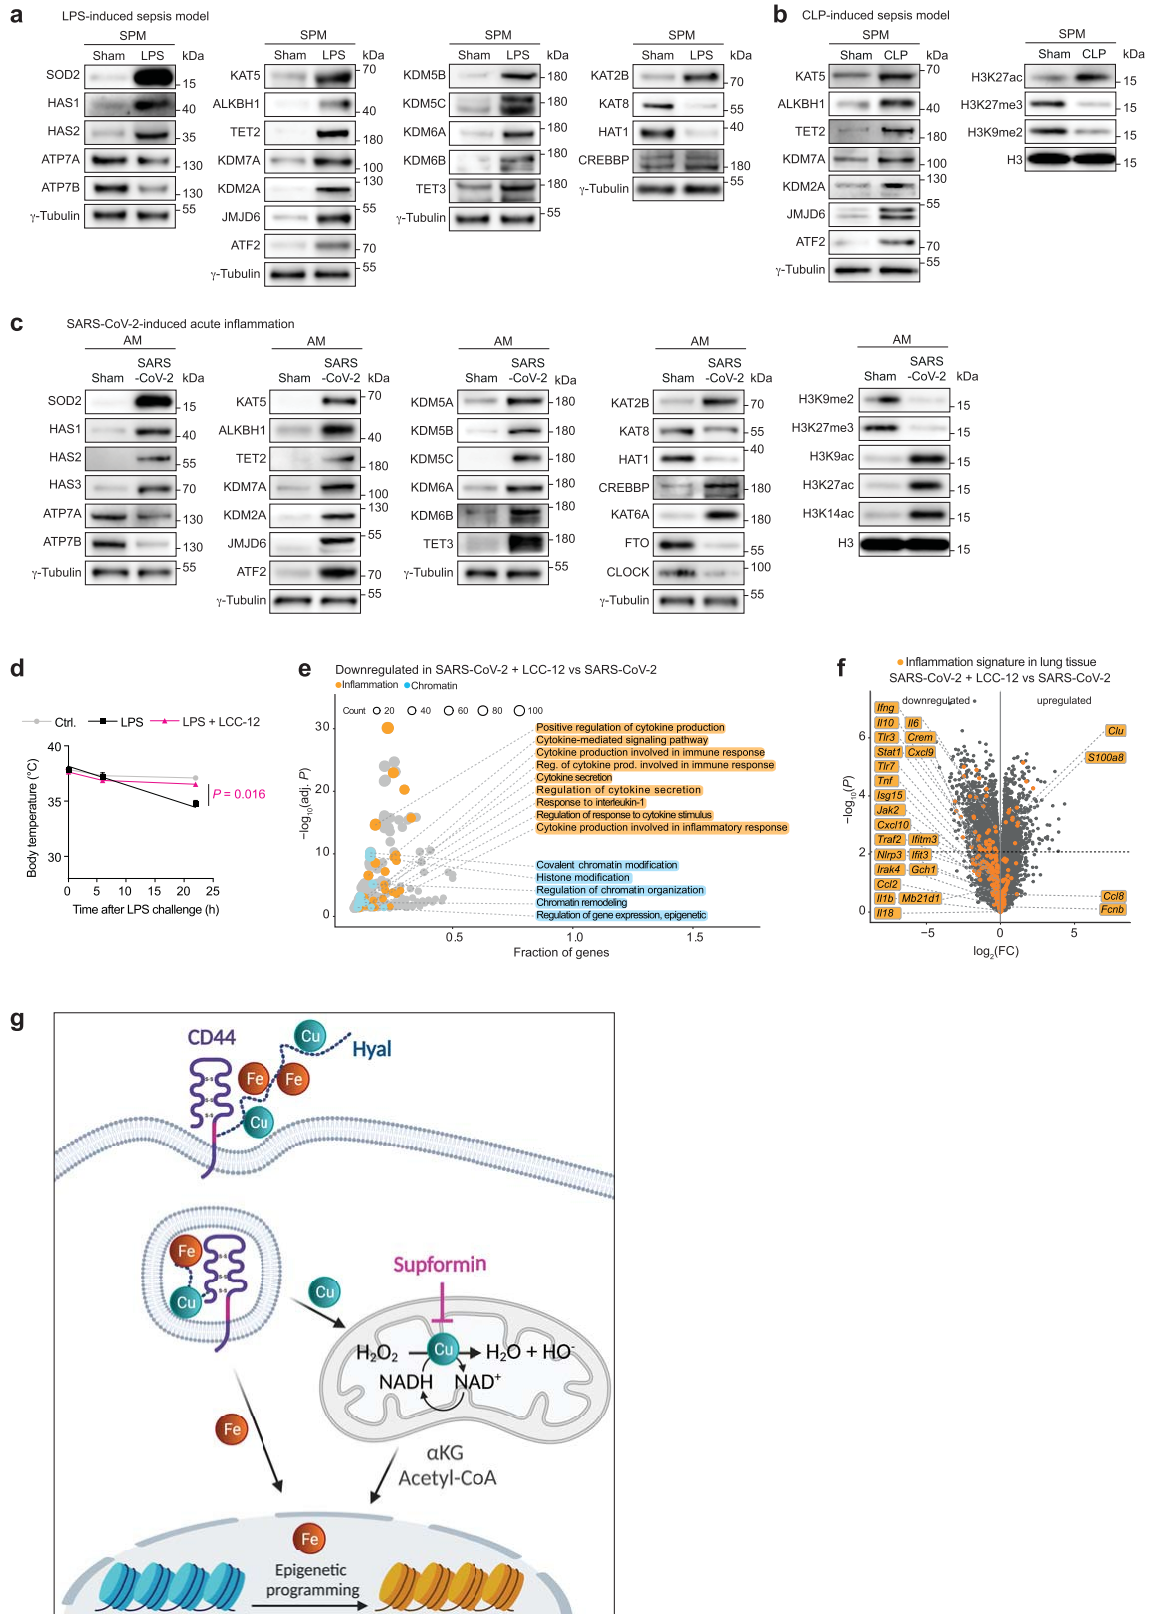 a
LPS-induced sepsis model
SPM
Sham LPS kDa
SOD2 15
HAS1 40
HAS2 35
ATP7A 130
ATP7B 130
γ-Tubulin 55
SPM
Sham LPS kDa
KAT5 70
ALKBH1 40
TET2 180
KDM7A 100
KDM2A 130
JMJD6 55
ATF2 70
γ-Tubulin 55
SPM
Sham LPS kDa
KDM5B 180
KDM5C 180
KDM6A 180
KDM6B 180
TET3 180
γ-Tubulin 55
SPM
Sham LPS kDa
KAT2B 70
KAT8 55
HAT1 40
CREBBP 180
γ-Tubulin 55
b
CLP-induced sepsis model
SPM
Sham CLP kDa
KAT5 70
ALKBH1 40
TET2 180
KDM7A 100
KDM2A 130
JMJD6 55
ATF2 70
γ-Tubulin 55
SPM
Sham CLP kDa
H3K27ac 15
H3K27me3 15
H3K9me2 15
H3 15
c
SARS-CoV-2-induced acute inflammation
AM
SARS
Sham -CoV-2 kDa
SOD2 15
HAS1 40
HAS2 55
HAS3 70
ATP7A 130
ATP7B 130
γ-Tubulin 55
AM
SARS
Sham -CoV-2 kDa
KAT5 70
ALKBH1 40
TET2 180
KDM7A 100
KDM2A 130
JMJD6 55
ATF2 70
γ-Tubulin 55
AM
SARS
Sham -CoV-2 kDa
KDM5A 180
KDM5B 180
KDM5C 180
KDM6A 180
KDM6B 180
TET3 180
γ-Tubulin 55
AM
SARS
Sham -CoV-2 kDa
KAT2B 70
KAT8 55
HAT1 40
CREBBP 180
KAT6A 180
FTO 55
CLOCK 100
γ-Tubulin 55
AM
SARS
Sham -CoV-2 kDa
H3K9me2 15
H3K27me3 15
H3K9ac 15
H3K27ac 15
H3K14ac 15
H3 15
d
Ctrl. LPS LPS + LCC-12
Body temperature (°C)
40
35
30
P = 0.016
0 5 10 15 20 25
Time after LPS challenge (h)
e
Downregulated in SARS-CoV-2 + LCC-12 vs SARS-CoV-2
Inflammation Chromatin
Count 20 40 60 80 100
−log10(adj. P)
30
20
10
0
Positive regulation of cytokine production
Cytokine-mediated signaling pathway
Cytokine production involved in immune response
Reg. of cytokine prod. involved in immune response
Cytokine secretion
Regulation of cytokine secretion
Response to interleukin-1
Regulation of response to cytokine stimulus
Cytokine production involved in inflammatory response
Covalent chromatin modification
Histone modification
Regulation of chromatin organization
Chromatin remodeling
Regulation of gene expression, epigenetic
0.5 1.0 1.5
Fraction of genes
f
Inflammation signature in lung tissue
SARS-CoV-2 + LCC-12 vs SARS-CoV-2
downregulated upregulated
−log10(P)
6
4
2
0
Ifng
Il10 Il6
Tlr3 Crem
Stat1 Cxcl9
Tlr7
Tnf
Isg15
Jak2
Cxcl10
Traf2 Ifitm3
Nlrp3 Ifit3
Irak4 Gch1
Ccl2
Il1b Mb21d1
Il18
Clu
S100a8
Ccl8
Fcnb
−5 0 5
log2(FC)
g
CD44
Cu
Hyal
Fe Fe
Cu
S-S
S-S
Fe
Cu
S-S
S-S
Cu
Supformin
H2O2 Cu H2O + HO-
NADH NAD+
Fe
αKG
Acetyl-CoA
Fe
Epigenetic
programming